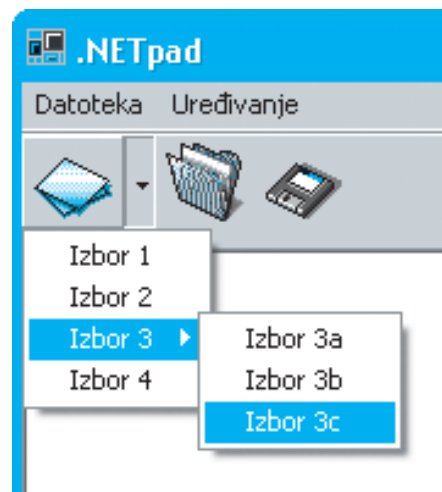 .NETpad
Datoteka Uređivanje
Izbor 1
Izbor 2
Izbor 3
Izbor 4
Izbor 3a
Izbor 3b
Izbor 3c